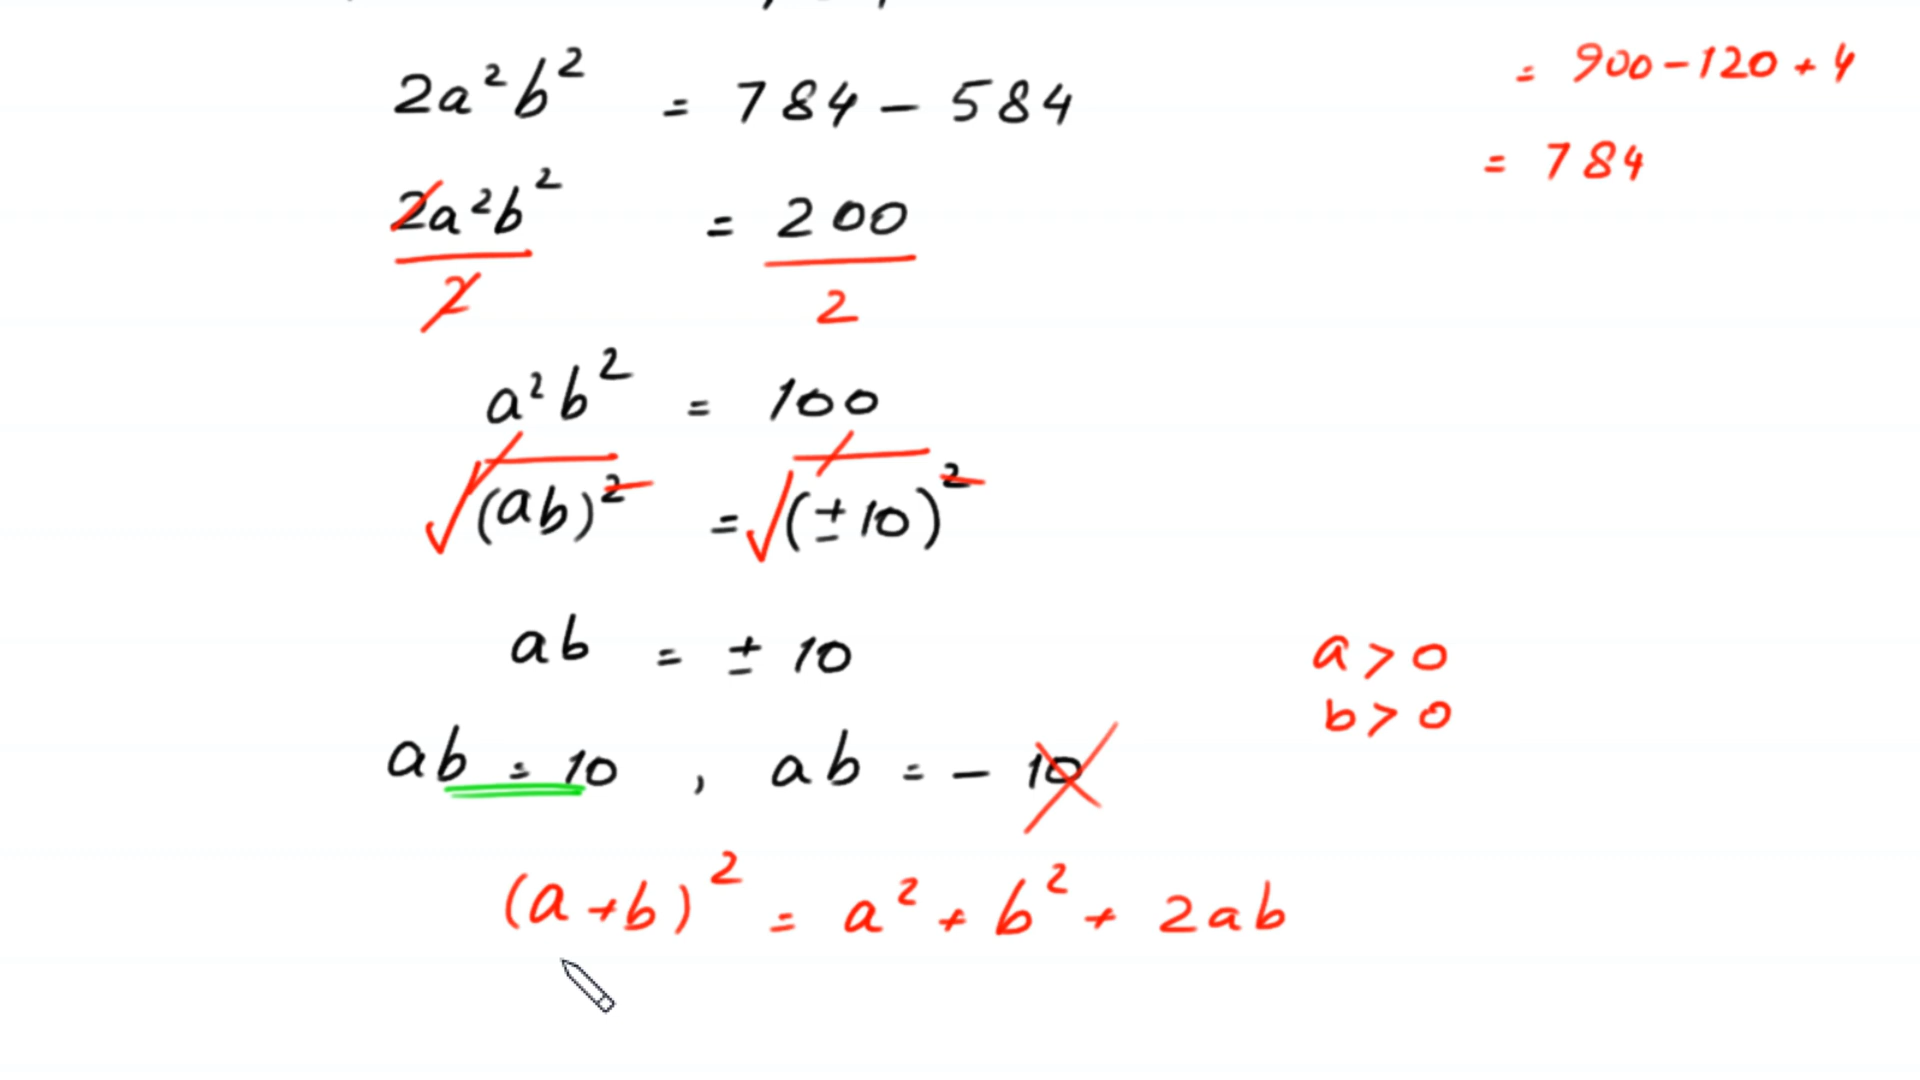 2a²b² = 784 - 584
= 900 - 120 + 4
= 784
2a²b²/2 = 200/2
a²b² = 100
√(ab)² = √(±10)²
ab = ±10
a > 0
b > 0
ab = 10 , ab = -10
(a+b)² = a² + b² + 2ab